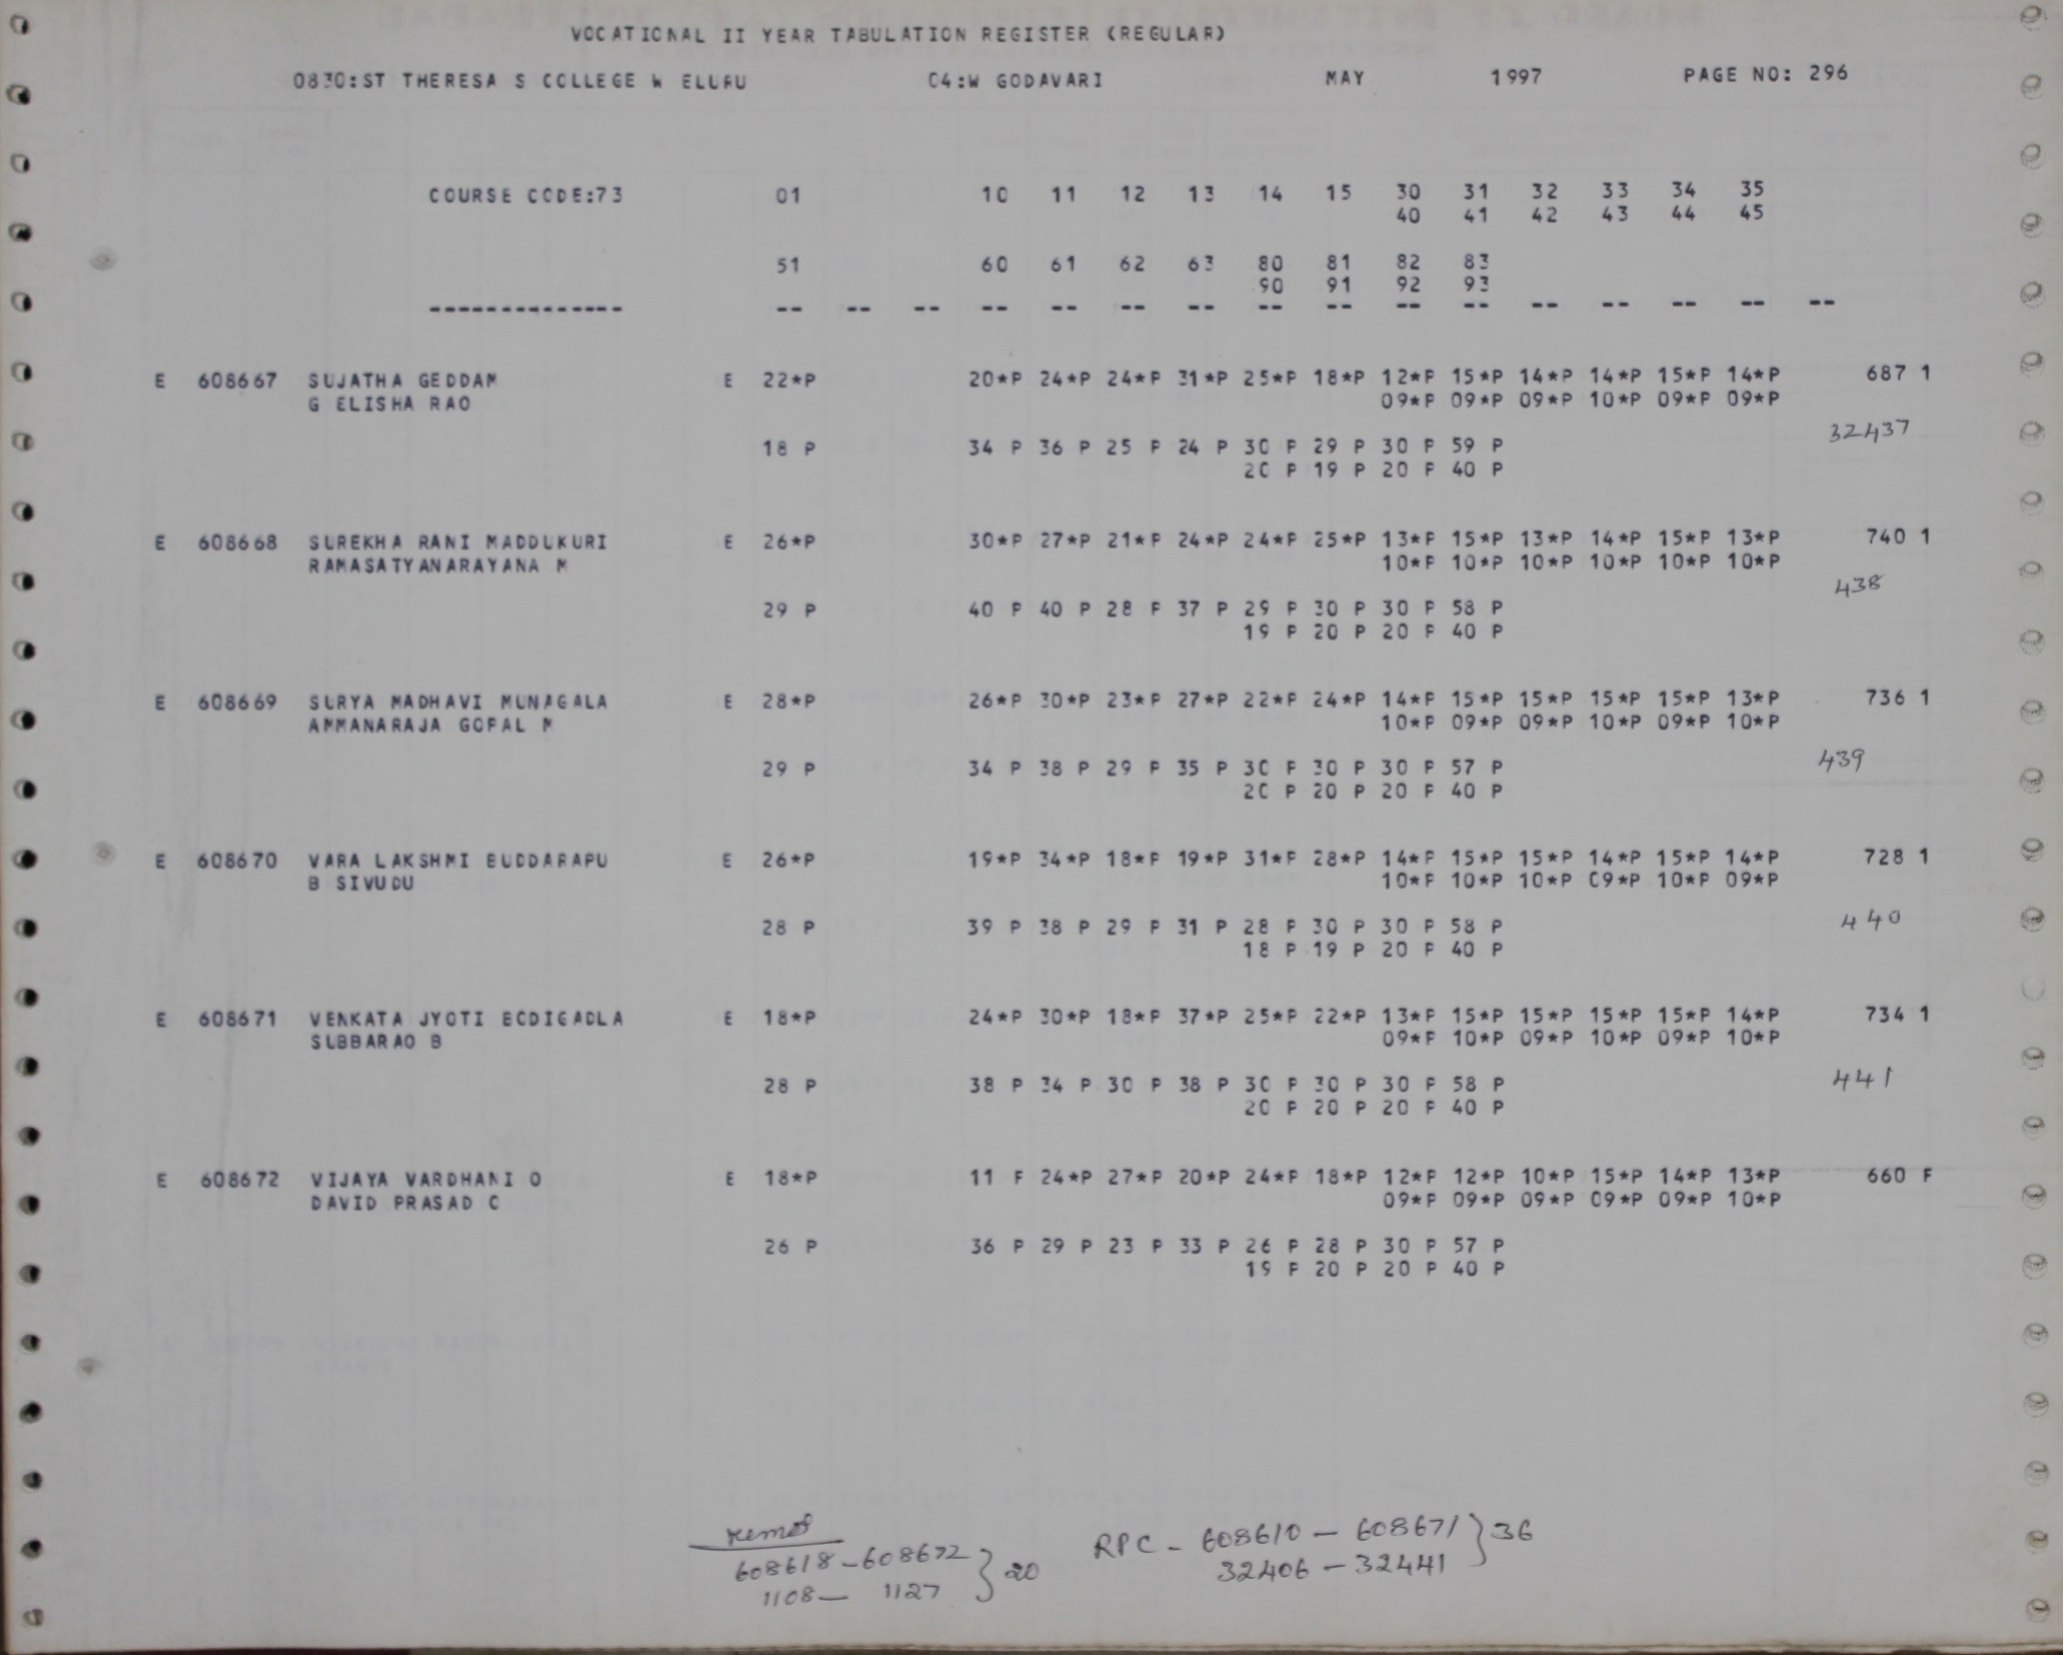 VOCATIONAL II YEAR TABULATION REGISTER (REGULAR)
0830:ST THERESA S COLLEGE W ELURU 04:W GODAVARI MAY 1997 PAGE NO: 296
COURSE CODE:73 01 10 11 12 13 14 15 30 31 32 33 34 35
40 41 42 43 44 45
51 60 61 62 63 80 81 82 83
90 91 92 93
-------------- -- -- -- -- -- -- -- -- -- -- -- -- -- -- -- --
E 608667 SUJATHA GEDDAM E 22*P 20*P 24*P 24*P 31*P 25*P 18*P 12*P 15*P 14*P 14*P 15*P 14*P 687 1
G ELISHA RAO 09*P 09*P 09*P 10*P 09*P 09*P
32437
18 P 34 P 36 P 25 P 24 P 30 P 29 P 30 P 59 P
20 P 19 P 20 P 40 P
E 608668 SUREKHA RANI MADDUKURI E 26*P 30*P 27*P 21*P 24*P 24*P 25*P 13*P 15*P 13*P 14*P 15*P 13*P 740 1
RAMASATYANARAYANA M 10*P 10*P 10*P 10*P 10*P 10*P
438
29 P 40 P 40 P 28 P 37 P 29 P 30 P 30 P 58 P
19 P 20 P 20 P 40 P
E 608669 SURYA MADHAVI MUNAGALA E 28*P 26*P 30*P 23*P 27*P 22*P 24*P 14*P 15*P 15*P 15*P 15*P 13*P 736 1
AMMANARAJA GOPAL M 10*P 09*P 09*P 10*P 09*P 10*P
439
29 P 34 P 38 P 29 P 35 P 30 P 30 P 30 P 57 P
20 P 20 P 20 P 40 P
E 608670 VARA LAKSHMI BUDDARAPU E 26*P 19*P 34*P 18*P 19*P 31*P 28*P 14*P 15*P 15*P 14*P 15*P 14*P 728 1
B SIVUDU 10*P 10*P 10*P 09*P 10*P 09*P
440
28 P 39 P 38 P 29 P 31 P 28 P 30 P 30 P 58 P
18 P 19 P 20 P 40 P
E 608671 VENKATA JYOTI BODIGADLA E 18*P 24*P 30*P 18*P 37*P 25*P 22*P 13*P 15*P 15*P 15*P 15*P 14*P 734 1
SUBBARAO B 09*P 10*P 09*P 10*P 09*P 10*P
441
28 P 38 P 34 P 30 P 38 P 30 P 30 P 30 P 58 P
20 P 20 P 20 P 40 P
E 608672 VIJAYA VARDHANI O E 18*P 11 F 24*P 27*P 20*P 24*P 18*P 12*P 12*P 10*P 15*P 14*P 13*P 660 F
DAVID PRASAD O 09*P 09*P 09*P 09*P 09*P 10*P
26 P 36 P 29 P 23 P 33 P 26 P 28 P 30 P 57 P
19 P 20 P 20 P 40 P
608618-608672 } 20
1108- 1127
RPC - 608610 - 608671 } 36
32406 - 32441